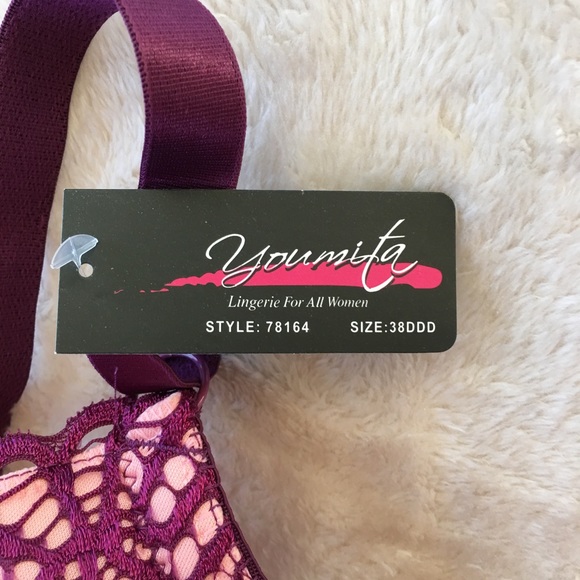 Youmita
Lingerie For All Women
STYLE: 78164 SIZE:38DDD